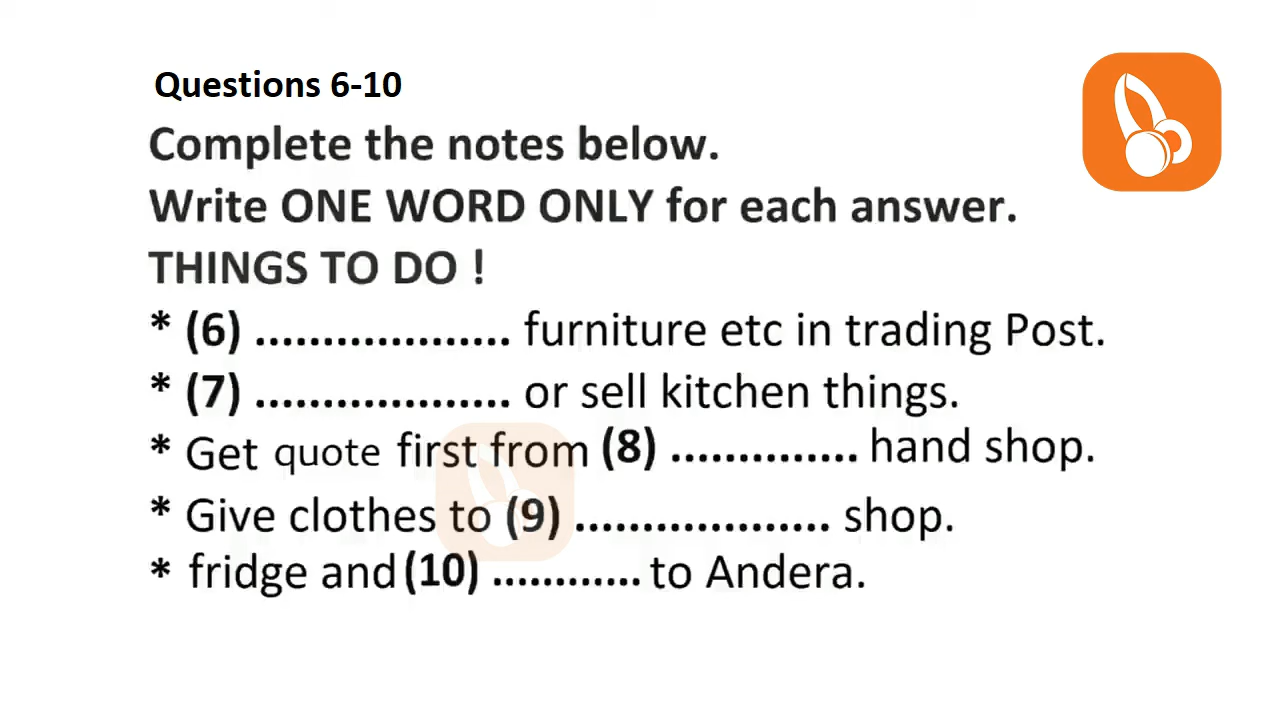 Questions 6-10
Complete the notes below.
Write ONE WORD ONLY for each answer.
THINGS TO DO !
* (6) ................... furniture etc in trading Post.
* (7) ................... or sell kitchen things.
* Get quote first from (8) .............. hand shop.
* Give clothes to (9) ................... shop.
* fridge and (10) ............ to Andera.